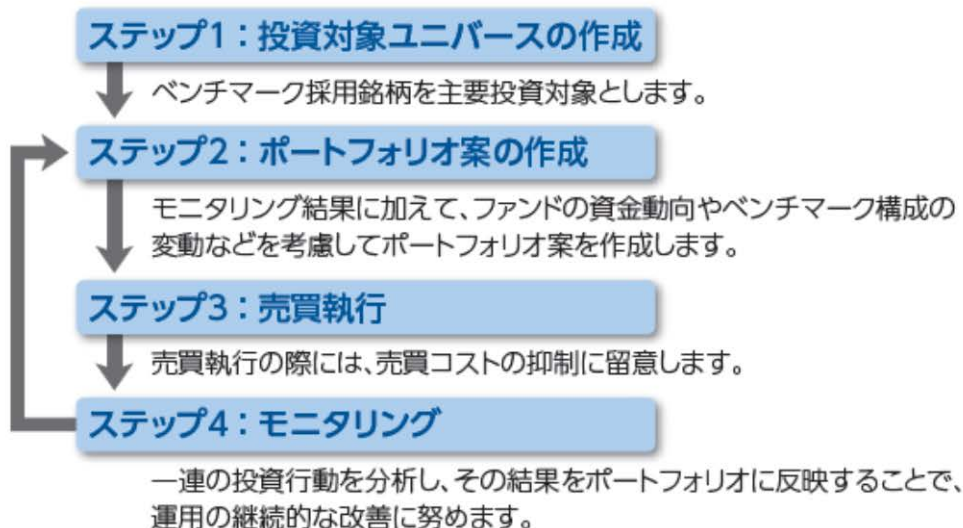 ステップ1：投資対象ユニバースの作成
ベンチマーク採用銘柄を主要投資対象とします。
ステップ2：ポートフォリオ案の作成
モニタリング結果に加えて、ファンドの資金動向やベンチマーク構成の
変動などを考慮してポートフォリオ案を作成します。
ステップ3：売買執行
売買執行の際には、売買コストの抑制に留意します。
ステップ4：モニタリング
一連の投資行動を分析し、その結果をポートフォリオに反映することで、
運用の継続的な改善に努めます。